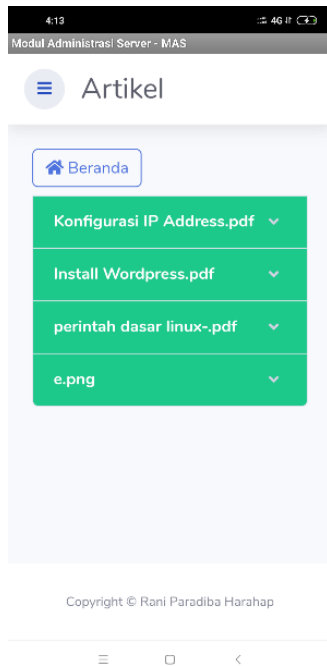 4:13
4G
Modul Administrasi Server - MAS
Artikel
Beranda
Konfigurasi IP Address.pdf
Install Wordpress.pdf
perintah dasar linux-.pdf
e.png
Copyright © Rani Paradiba Harahap